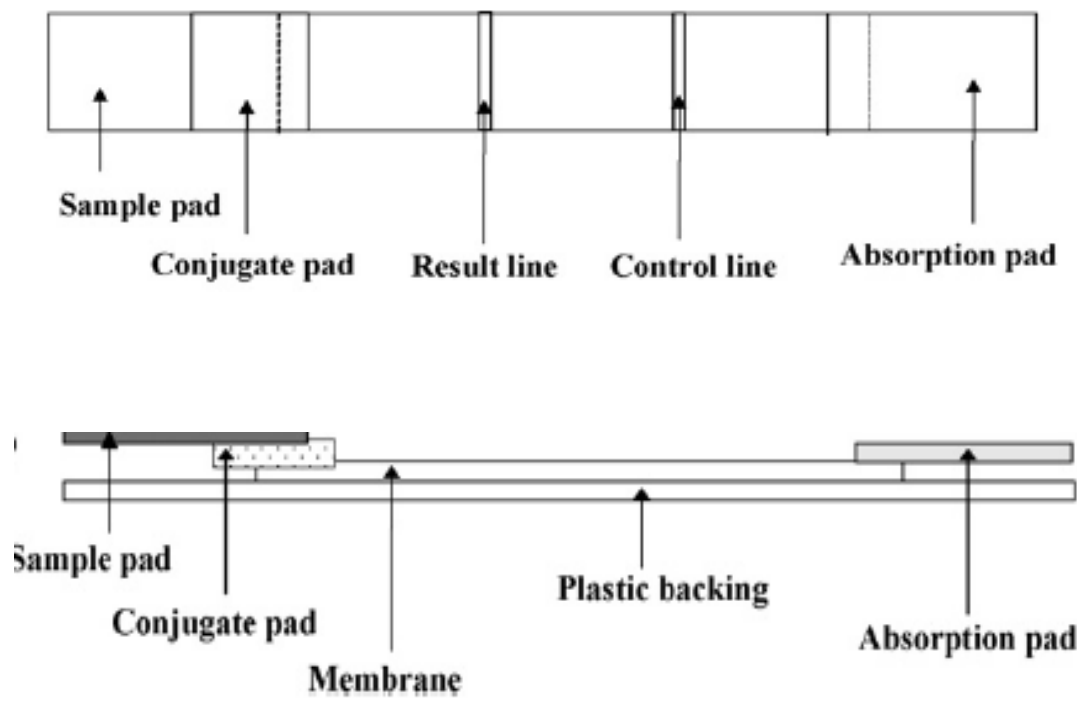 Sample pad
Conjugate pad
Result line
Control line
Absorption pad
Sample pad
Conjugate pad
Membrane
Plastic backing
Absorption pad